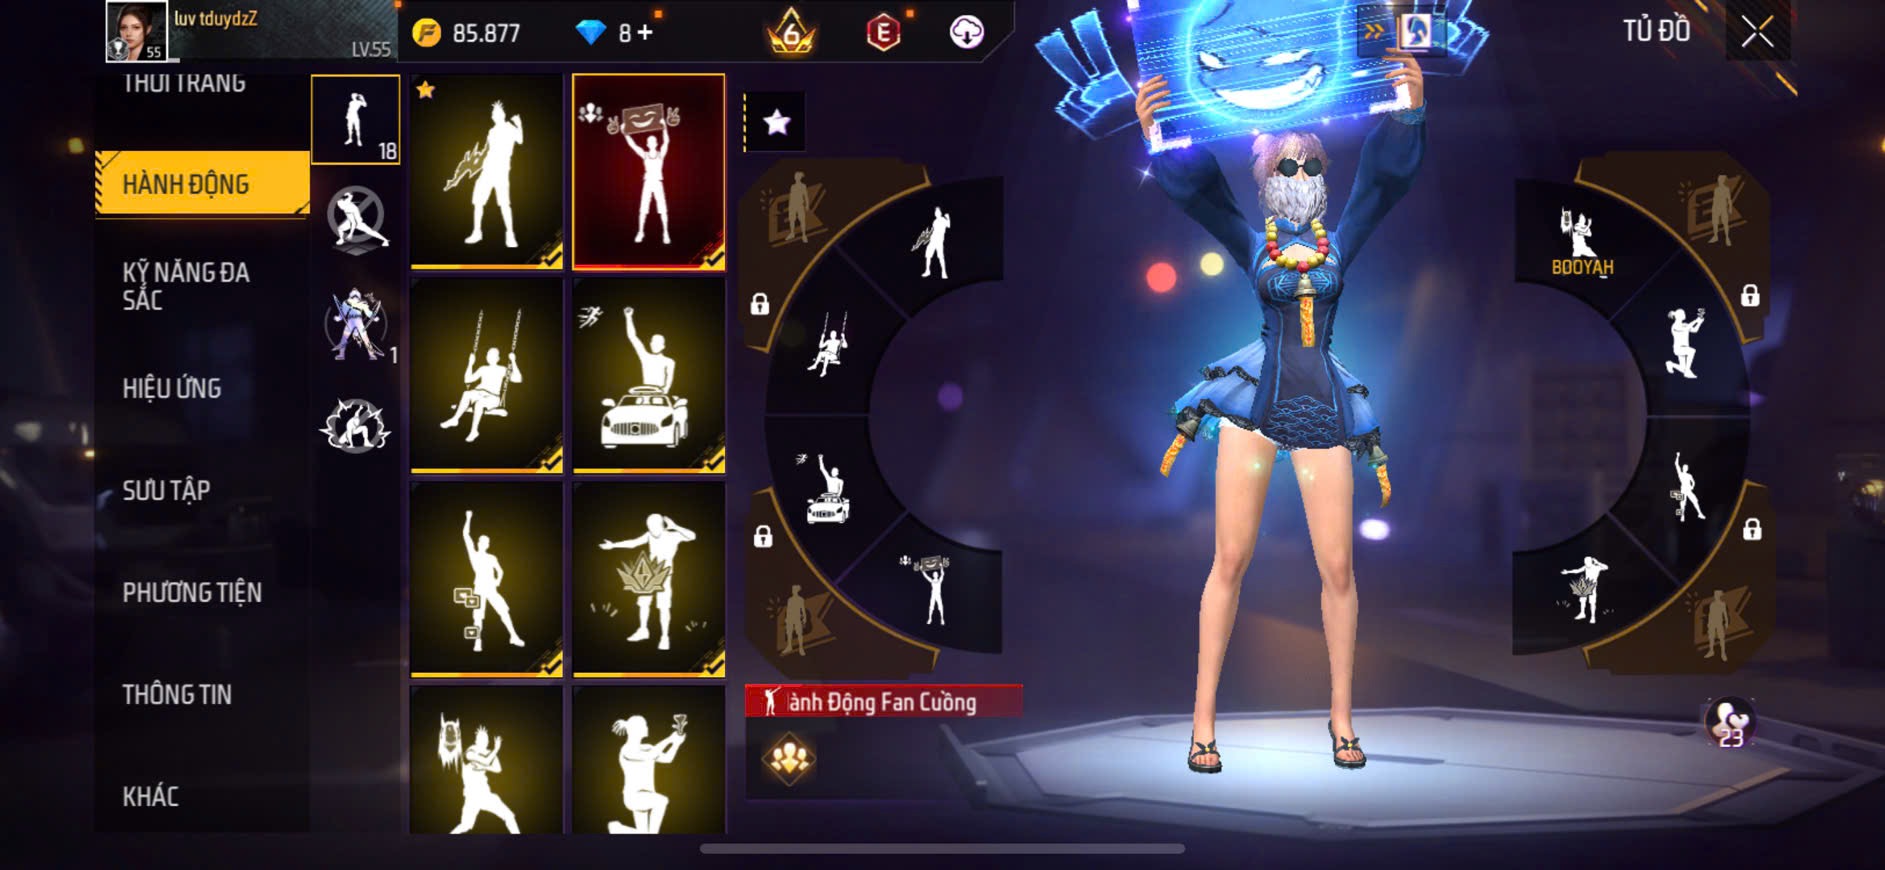 luv tduydzZ
55
LV.55
85.877
8+
6
E
TỦ ĐỒ
THỜI TRANG
HÀNH ĐỘNG
KỸ NĂNG ĐA
SẮC
HIỆU ỨNG
SƯU TẬP
PHƯƠNG TIỆN
THÔNG TIN
KHÁC
18
1
BOOYAH
ành Động Fan Cuồng
23